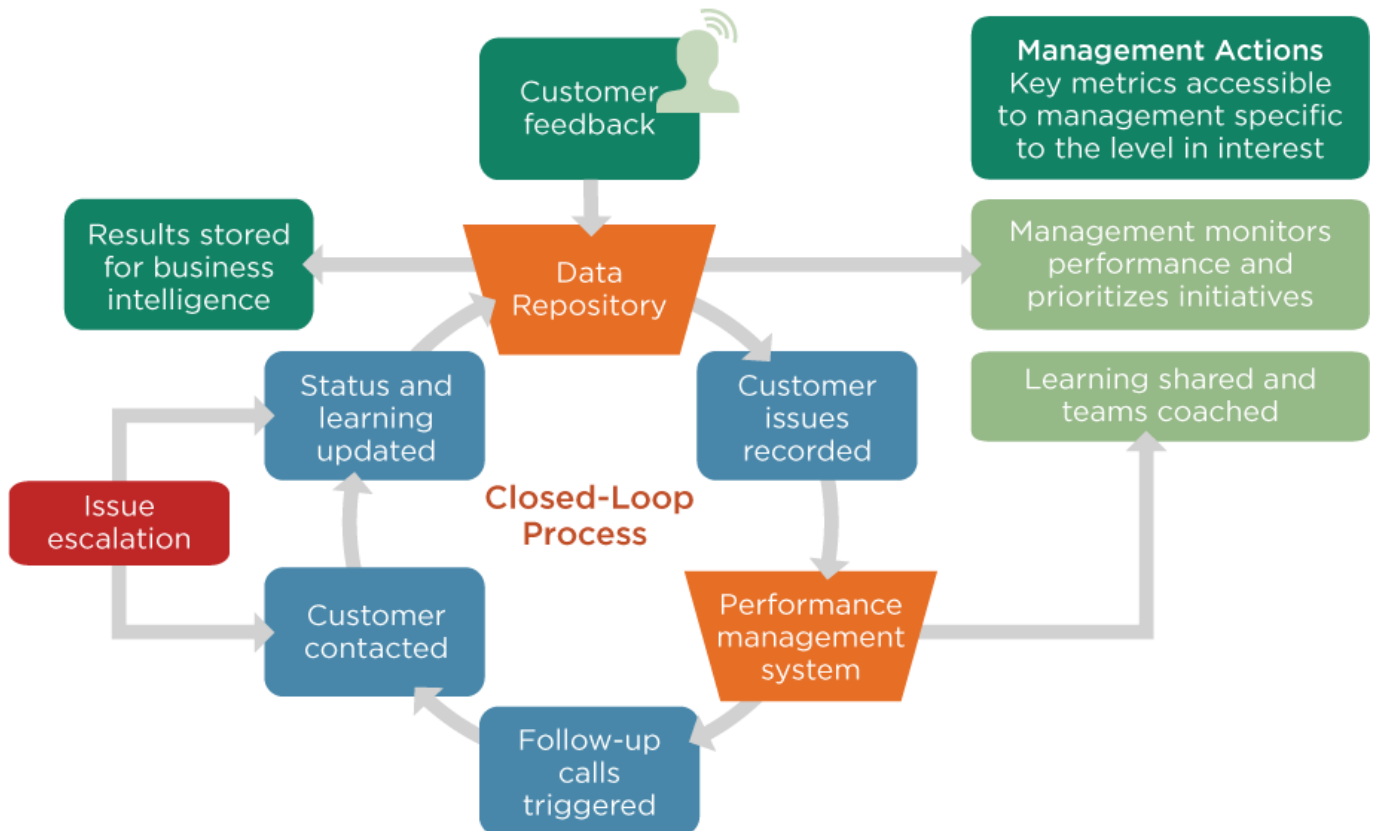 Customer
feedback
Management Actions
Key metrics accessible
to management specific
to the level in interest
Results stored
for business
intelligence
Data
Repository
Management monitors
performance and
prioritizes initiatives
Status and
learning
updated
Customer
issues
recorded
Learning shared and
teams coached
Issue
escalation
Closed-Loop
Process
Customer
contacted
Performance
management
system
Follow-up
calls
triggered